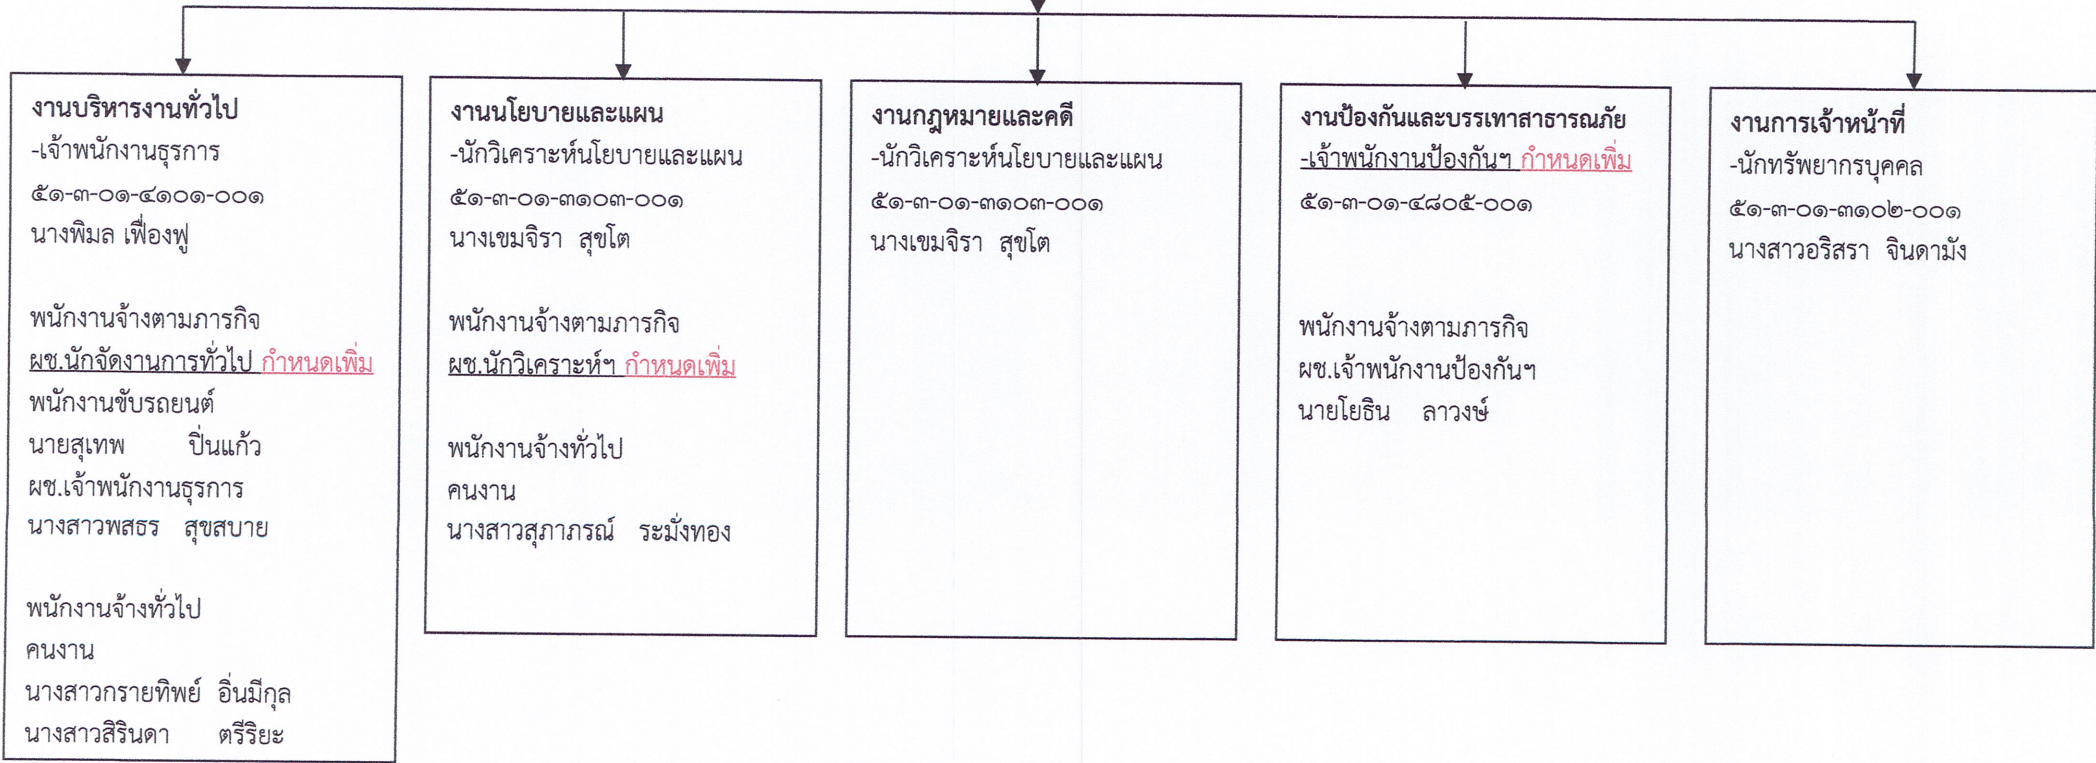 งานบริหารงานทั่วไป
-เจ้าพนักงานธุรการ
๕๑-๓-๐๑-๔๑๐๑-๐๐๑
นางพิมล เฟื่องฟู
พนักงานจ้างตามภารกิจ
ผช.นักจัดงานการทั่วไป กำหนดเพิ่ม
พนักงานขับรถยนต์
นายสุเทพ ปิ่นแก้ว
ผช.เจ้าพนักงานธุรการ
นางสาวพสธร สุขสบาย
พนักงานจ้างทั่วไป
คนงาน
นางสาวกรายทิพย์ อิ่นมีกุล
นางสาวสิรินดา ตรีริยะ
งานนโยบายและแผน
-นักวิเคราะห์นโยบายและแผน
๕๑-๓-๐๑-๓๑๐๓-๐๐๑
นางเขมจิรา สุขโต
พนักงานจ้างตามภารกิจ
ผช.นักวิเคราะห์ฯ กำหนดเพิ่ม
พนักงานจ้างทั่วไป
คนงาน
นางสาวสุภาภรณ์ ระมั่งทอง
งานกฎหมายและคดี
-นักวิเคราะห์นโยบายและแผน
๕๑-๓-๐๑-๓๑๐๓-๐๐๑
นางเขมจิรา สุขโต
งานป้องกันและบรรเทาสาธารณภัย
-เจ้าพนักงานป้องกันฯ กำหนดเพิ่ม
๕๑-๓-๐๑-๔๘๐๕-๐๐๑
พนักงานจ้างตามภารกิจ
ผช.เจ้าพนักงานป้องกันฯ
นายโยธิน ลาวงษ์
งานการเจ้าหน้าที่
-นักทรัพยากรบุคคล
๕๑-๓-๐๑-๓๑๐๒-๐๐๑
นางสาวอริสรา จินดามัง